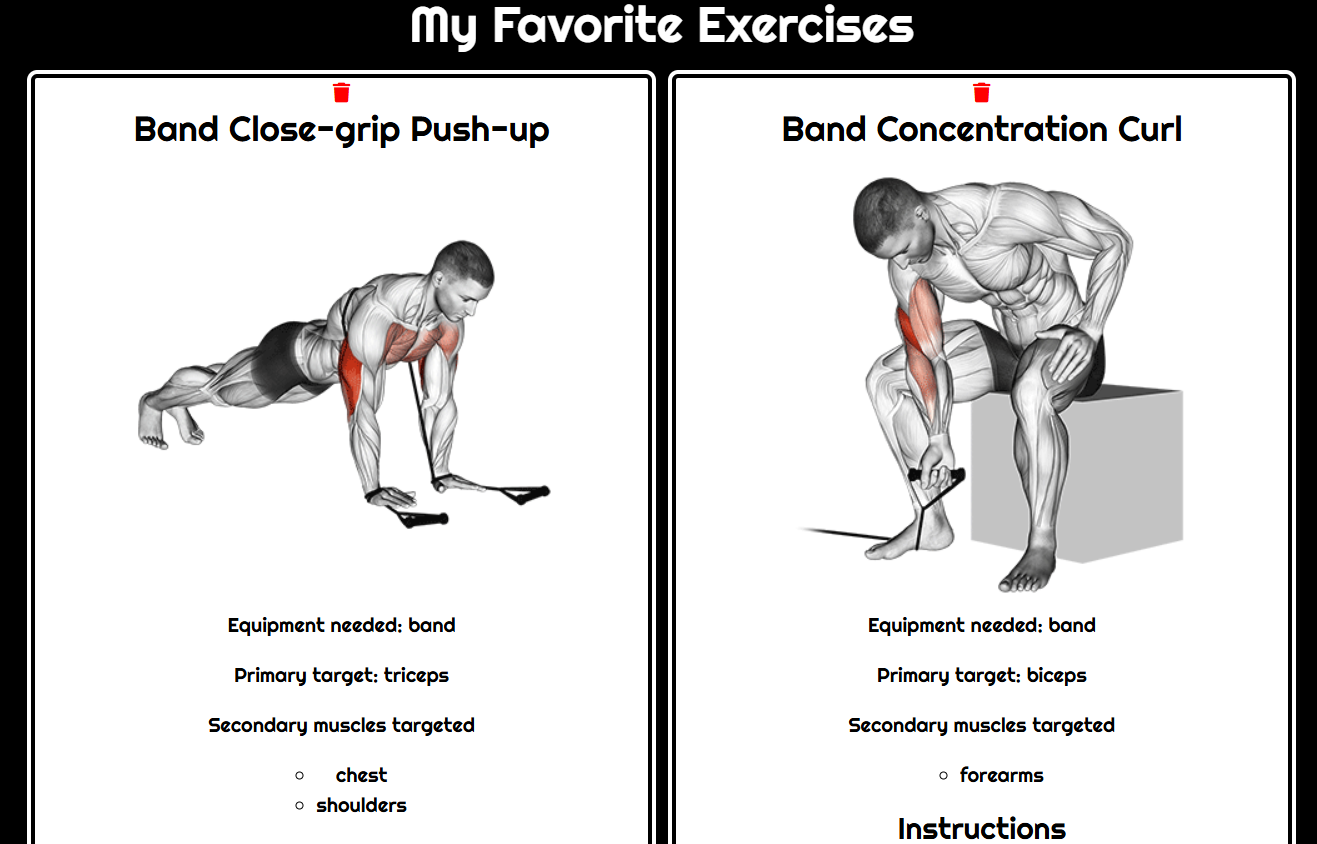 My Favorite Exercises
Band Close-grip Push-up
Equipment needed: band
Primary target: triceps
Secondary muscles targeted
chest
shoulders
Band Concentration Curl
Equipment needed: band
Primary target: biceps
Secondary muscles targeted
forearms
Instructions